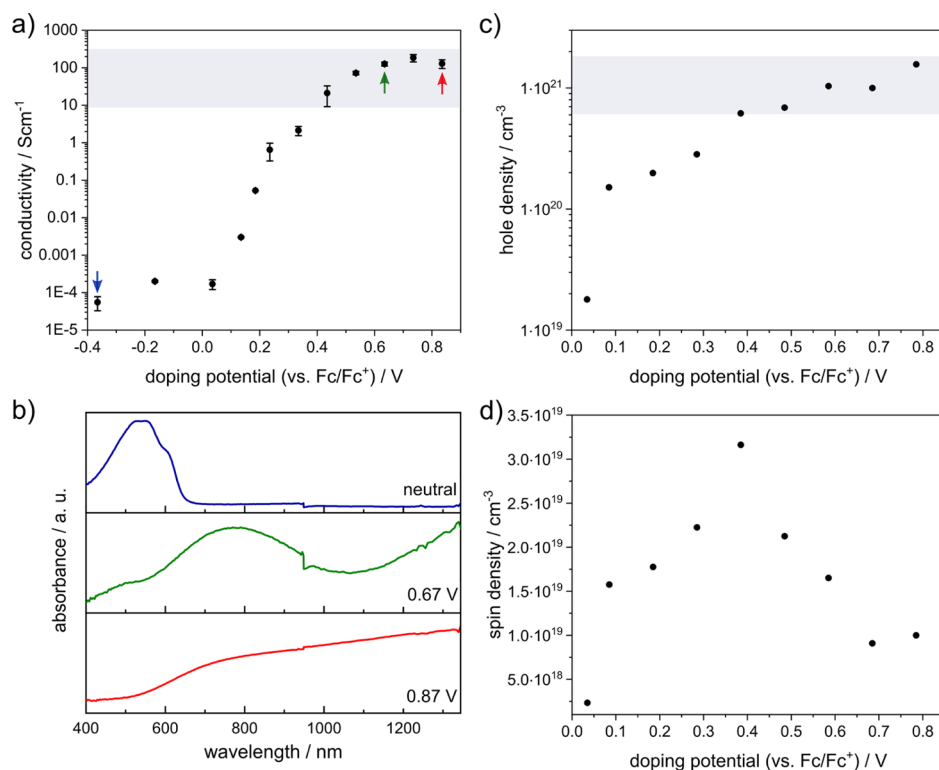 a)
1000
100
10
1
0.1
0.01
0.001
1E-4
1E-5
conductivity / Scm⁻¹
-0.4 -0.2 0.0 0.2 0.4 0.6 0.8
doping potential (vs. Fc/Fc⁺) / V
b)
neutral
0.67 V
0.87 V
absorbance / a. u.
400 600 800 1000 1200
wavelength / nm
c)
1·10²¹
1·10²⁰
1·10¹⁹
hole density / cm⁻³
0.0 0.1 0.2 0.3 0.4 0.5 0.6 0.7 0.8
doping potential (vs. Fc/Fc⁺) / V
d)
3.5·10¹⁹
3.0·10¹⁹
2.5·10¹⁹
2.0·10¹⁹
1.5·10¹⁹
1.0·10¹⁹
5.0·10¹⁸
spin density / cm⁻³
0.0 0.1 0.2 0.3 0.4 0.5 0.6 0.7 0.8
doping potential (vs. Fc/Fc⁺) / V